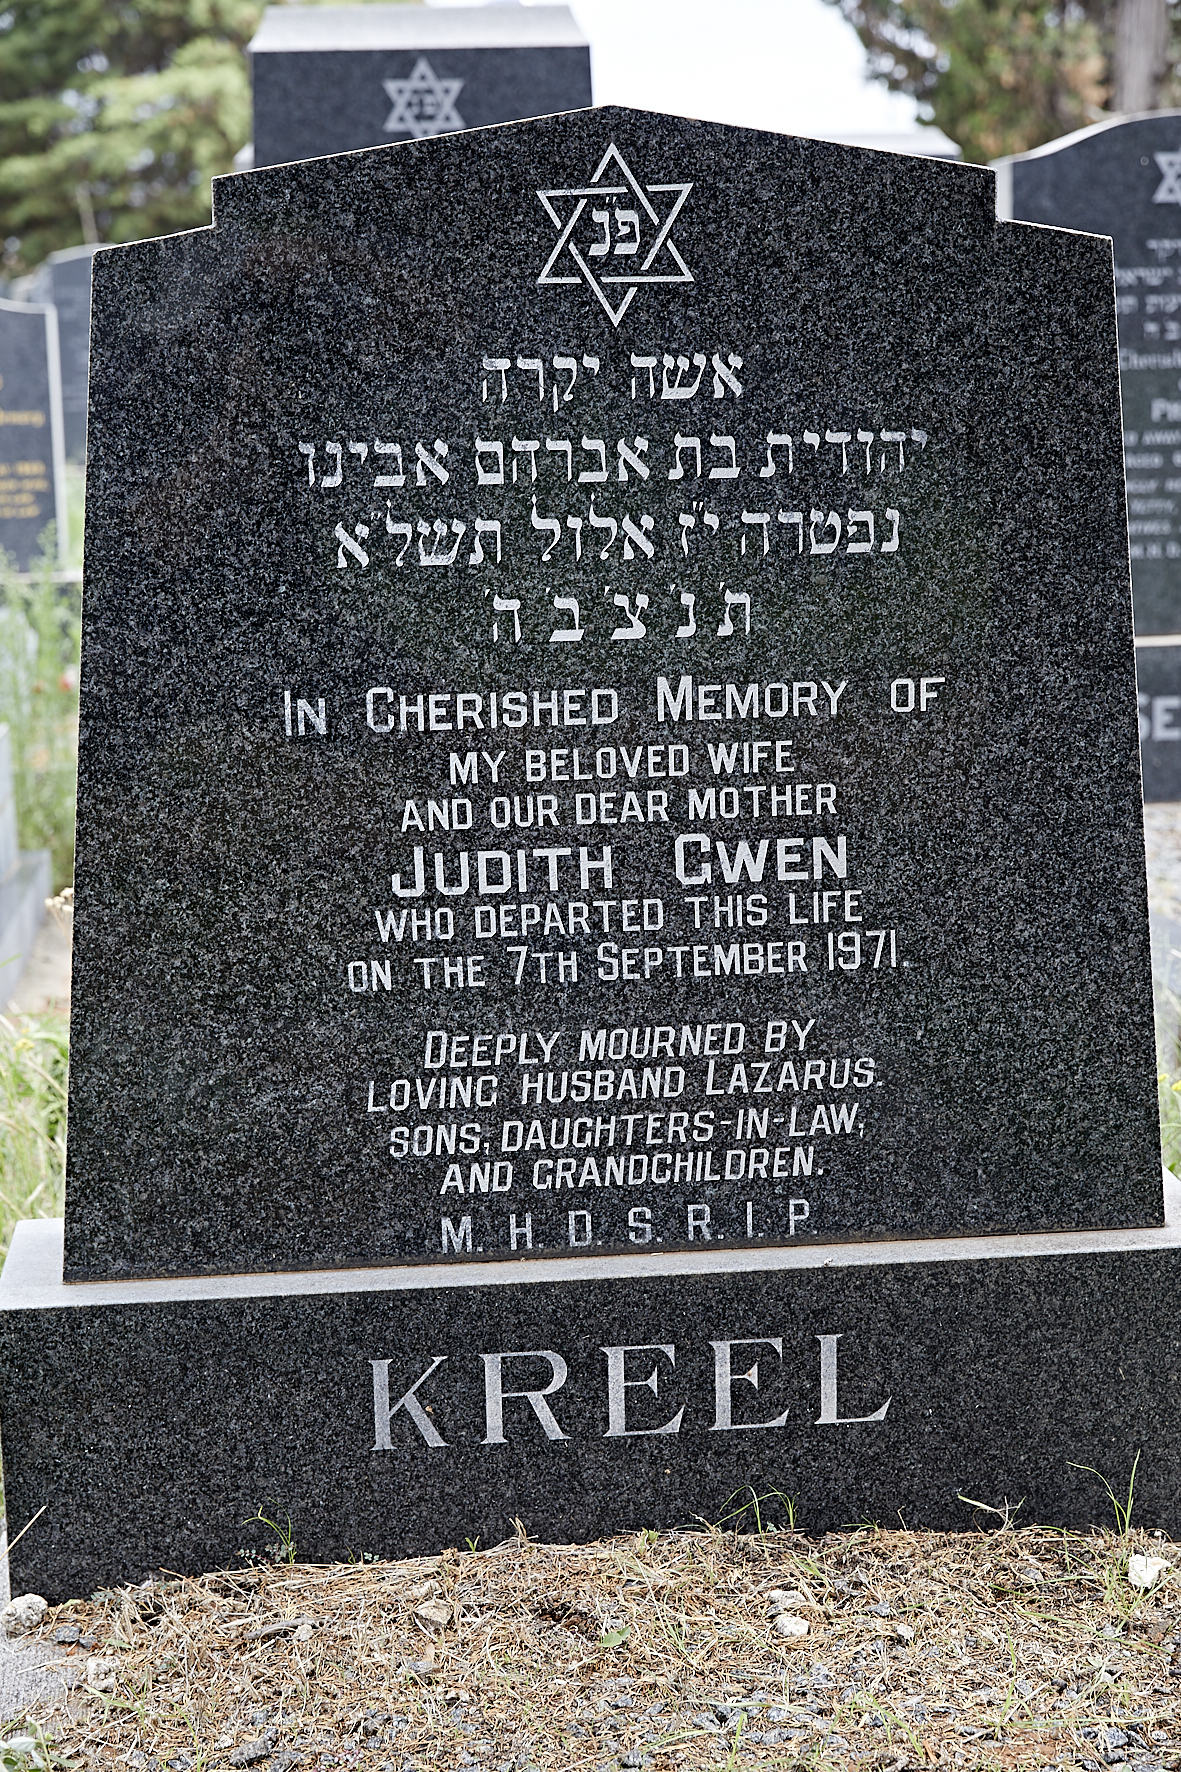 פ"נ
אשה יקרה
יהודית בת אברהם אבינו
נפטרה י"ז אלול תשל"א
ת' נ' צ' ב' ה'
In Cherished Memory of
my beloved wife
and our dear mother
Judith Gwen
who departed this life
on the 7th September 1971.
Deeply mourned by
loving husband Lazarus.
sons, daughters-in-law,
and grandchildren.
M. H. D. S. R. I. P.
KREEL